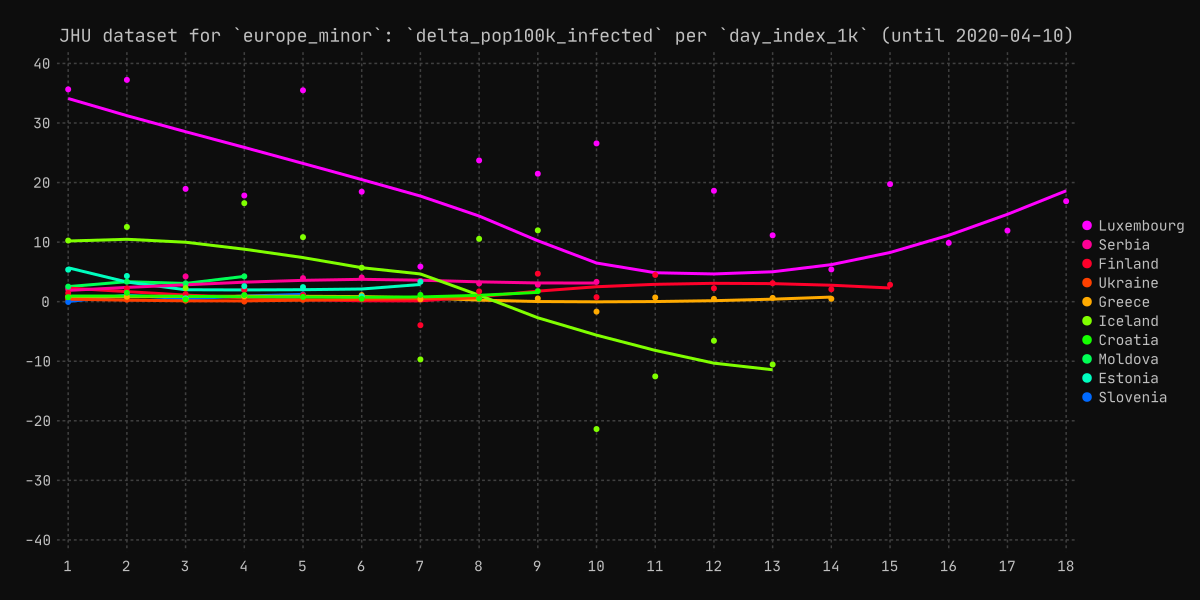 JHU dataset for `europe_minor`: `delta_pop100k_infected` per `day_index_1k` (until 2020-04-10)
40
30
20
10
0
-10
-20
-30
-40
1 2 3 4 5 6 7 8 9 10 11 12 13 14 15 16 17 18
Luxembourg
Serbia
Finland
Ukraine
Greece
Iceland
Croatia
Moldova
Estonia
Slovenia